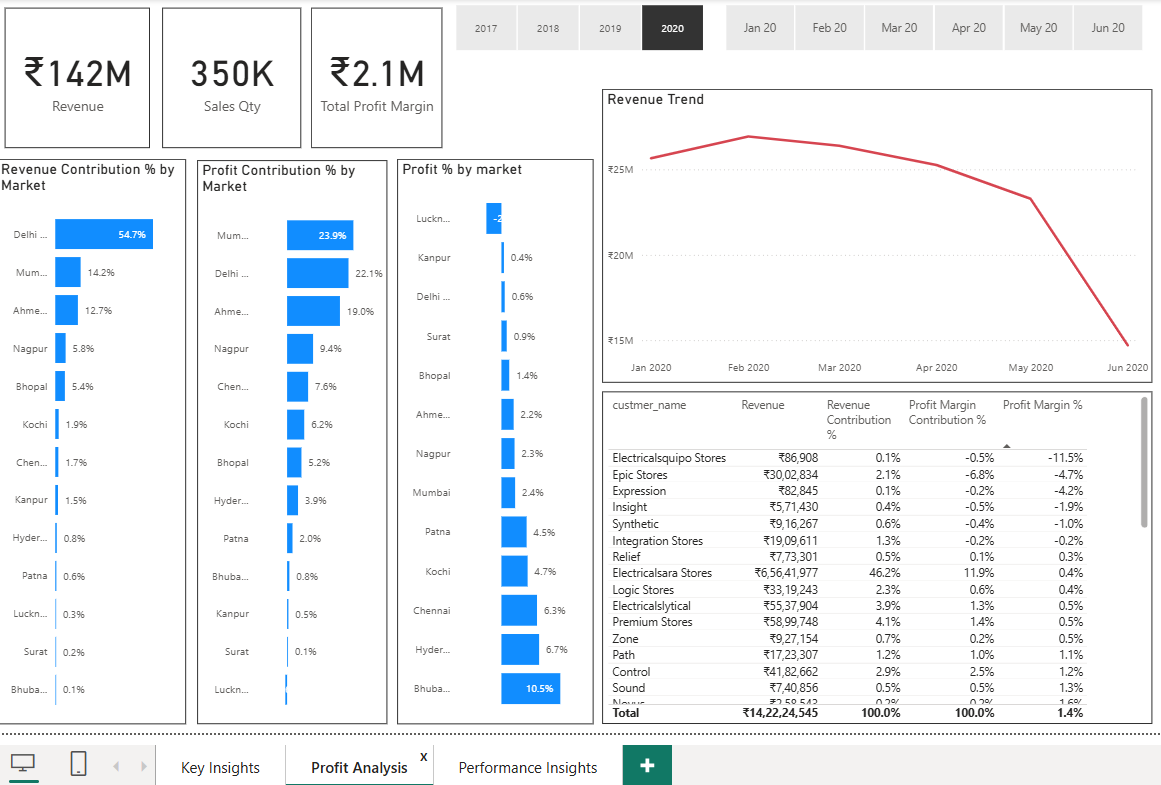 ₹142M
Revenue
350K
Sales Qty
₹2.1M
Total Profit Margin
2017
2018
2019
2020
Jan 20
Feb 20
Mar 20
Apr 20
May 20
Jun 20
Revenue Contribution % by
Market
Delhi ... 54.7%
Mum... 14.2%
Ahme... 12.7%
Nagpur 5.8%
Bhopal 5.4%
Kochi 1.9%
Chen... 1.7%
Kanpur 1.5%
Hyder... 0.8%
Patna 0.6%
Luckn... 0.3%
Surat 0.2%
Bhuba... 0.1%
Profit Contribution % by
Market
Mum... 23.9%
Delhi ... 22.1%
Ahme... 19.0%
Nagpur 9.4%
Chen... 7.6%
Kochi 6.2%
Bhopal 5.2%
Hyder... 3.9%
Patna 2.0%
Bhuba... 0.8%
Kanpur 0.5%
Surat 0.1%
Luckn...
Profit % by market
Luckn... -2
Kanpur 0.4%
Delhi ... 0.6%
Surat 0.9%
Bhopal 1.4%
Ahme... 2.2%
Nagpur 2.3%
Mumbai 2.4%
Patna 4.5%
Kochi 4.7%
Chennai 6.3%
Hyder... 6.7%
Bhuba... 10.5%
Revenue Trend
₹25M
₹20M
₹15M
Jan 2020 Feb 2020 Mar 2020 Apr 2020 May 2020 Jun 2020
custmer_name Revenue Revenue Profit Margin Profit Margin %
Contribution Contribution %
%
Electricalsquipo Stores ₹86,908 0.1% -0.5% -11.5%
Epic Stores ₹30,02,834 2.1% -6.8% -4.7%
Expression ₹82,845 0.1% -0.2% -4.2%
Insight ₹5,71,430 0.4% -0.5% -1.9%
Synthetic ₹9,16,267 0.6% -0.4% -1.0%
Integration Stores ₹19,09,611 1.3% -0.2% -0.2%
Relief ₹7,73,301 0.5% 0.1% 0.3%
Electricalsara Stores ₹6,56,41,977 46.2% 11.9% 0.4%
Logic Stores ₹33,19,243 2.3% 0.6% 0.4%
Electricalslytical ₹55,37,904 3.9% 1.3% 0.5%
Premium Stores ₹58,99,748 4.1% 1.4% 0.5%
Zone ₹9,27,154 0.7% 0.2% 0.5%
Path ₹17,23,307 1.2% 1.0% 1.1%
Control ₹41,82,662 2.9% 2.5% 1.2%
Sound ₹7,40,856 0.5% 0.5% 1.3%
Total ₹14,22,24,545 100.0% 100.0% 1.4%
Key Insights
Profit Analysis x
Performance Insights
+